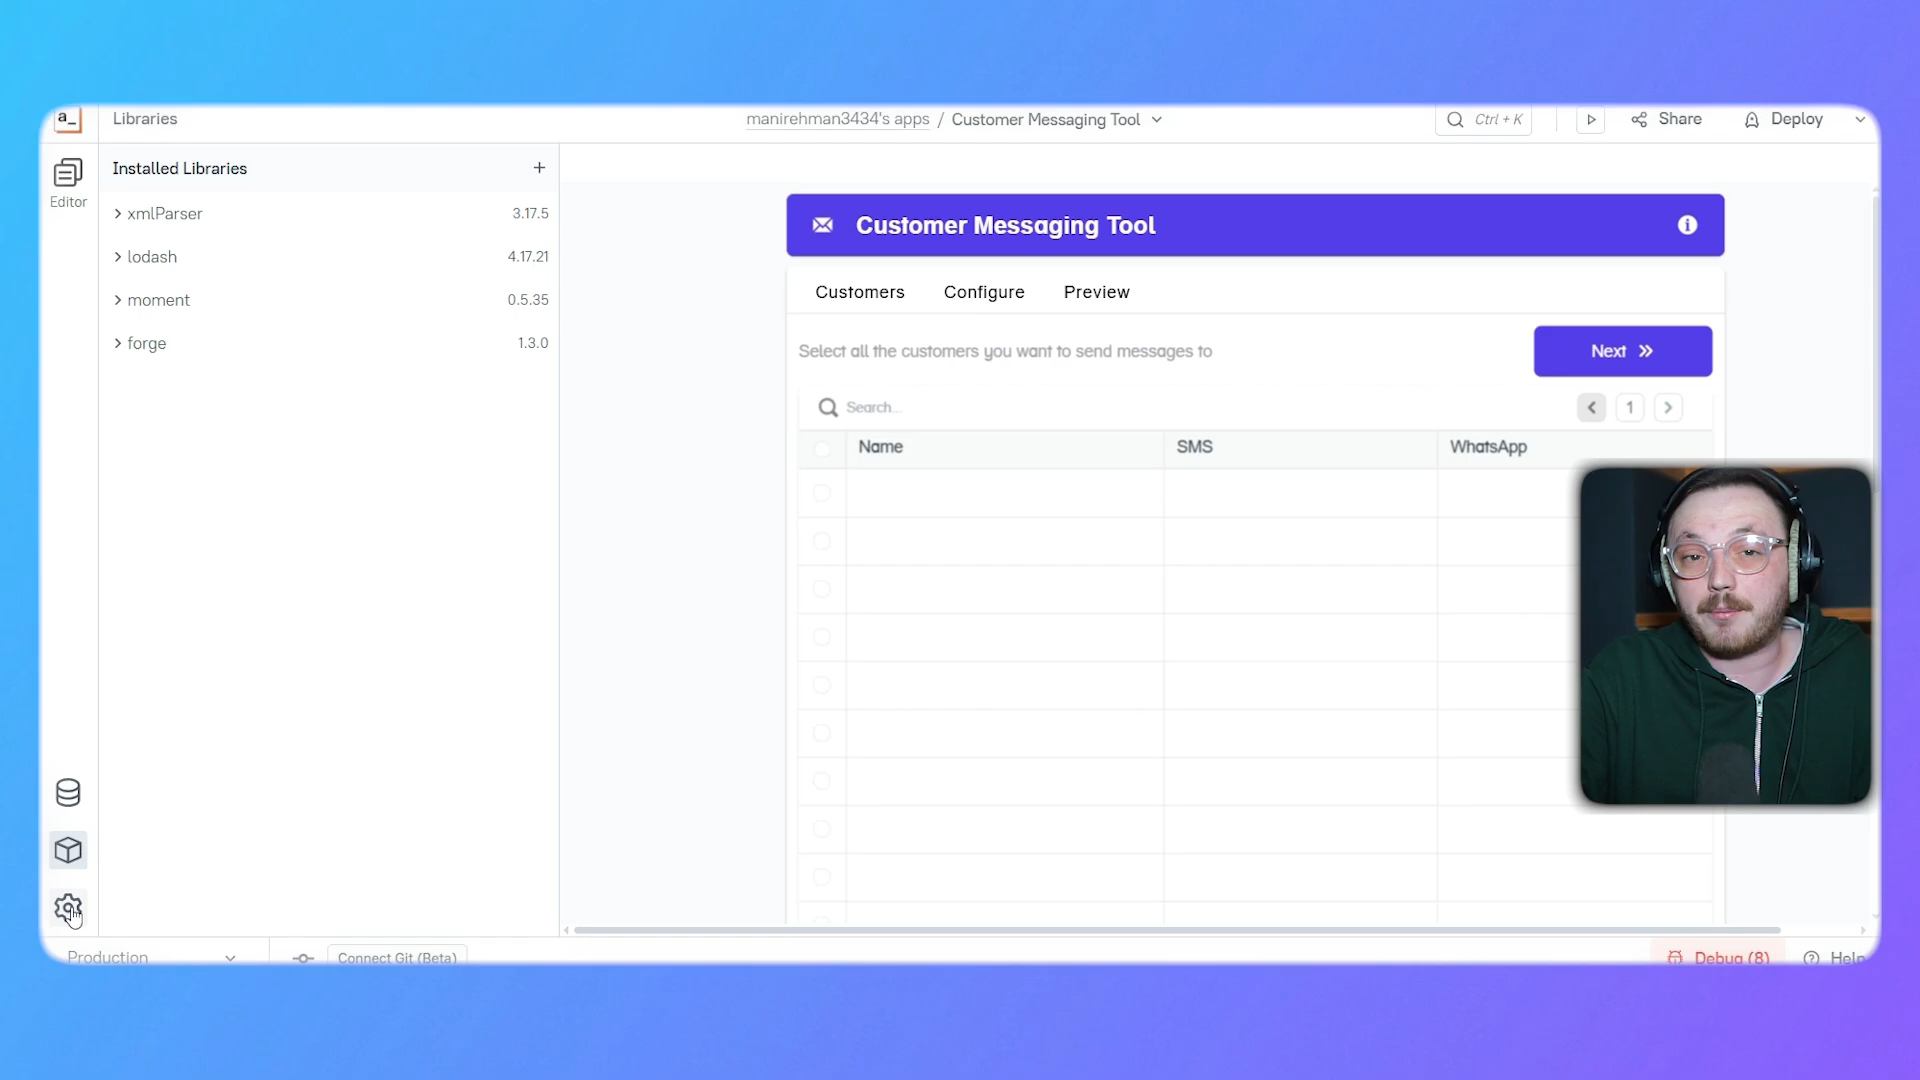 a_
Libraries
manirehman3434's apps / Customer Messaging Tool
Ctrl + K
Share
Deploy
Editor
Installed Libraries
xmlParser 3.17.5
lodash 4.17.21
moment 0.5.35
forge 1.3.0
Customer Messaging Tool
Customers Configure Preview
Select all the customers you want to send messages to
Next
Search...
1
Name SMS WhatsApp
Production
Connect Git (Beta)
Debug (8)
Help